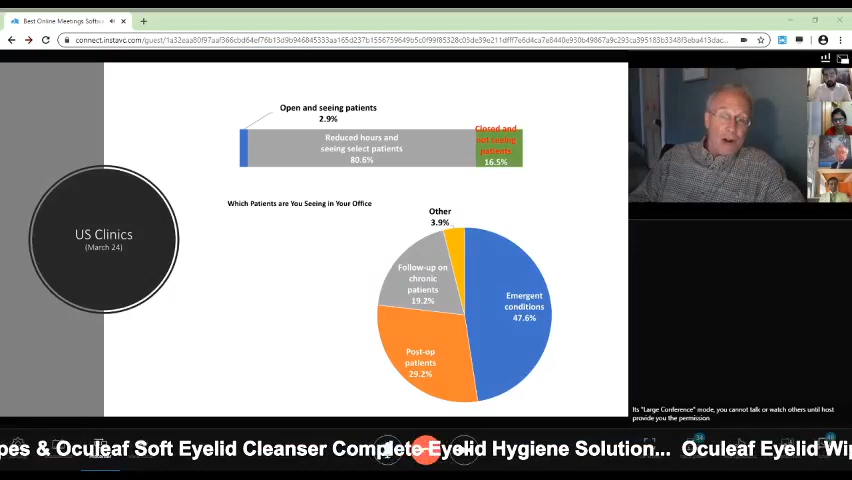 Best Online Meetings Softwa
connect.instavc.com/guest/
Open and seeing patients
2.9%
Reduced hours and
seeing select patients
80.6%
Closed and
not seeing
patients
16.5%
US Clinics
(March 24)
Which Patients are You Seeing in Your Office
Other
3.9%
Follow-up on
chronic
patients
19.2%
Emergent
conditions
47.6%
Post-op
patients
29.2%
Its "Large Conference" mode, you cannot talk or watch others until host
provide you the permission
pes & Oculeaf Soft Eyelid Cleanser Complete Eyelid Hygiene Solution... Oculeaf Eyelid Wip